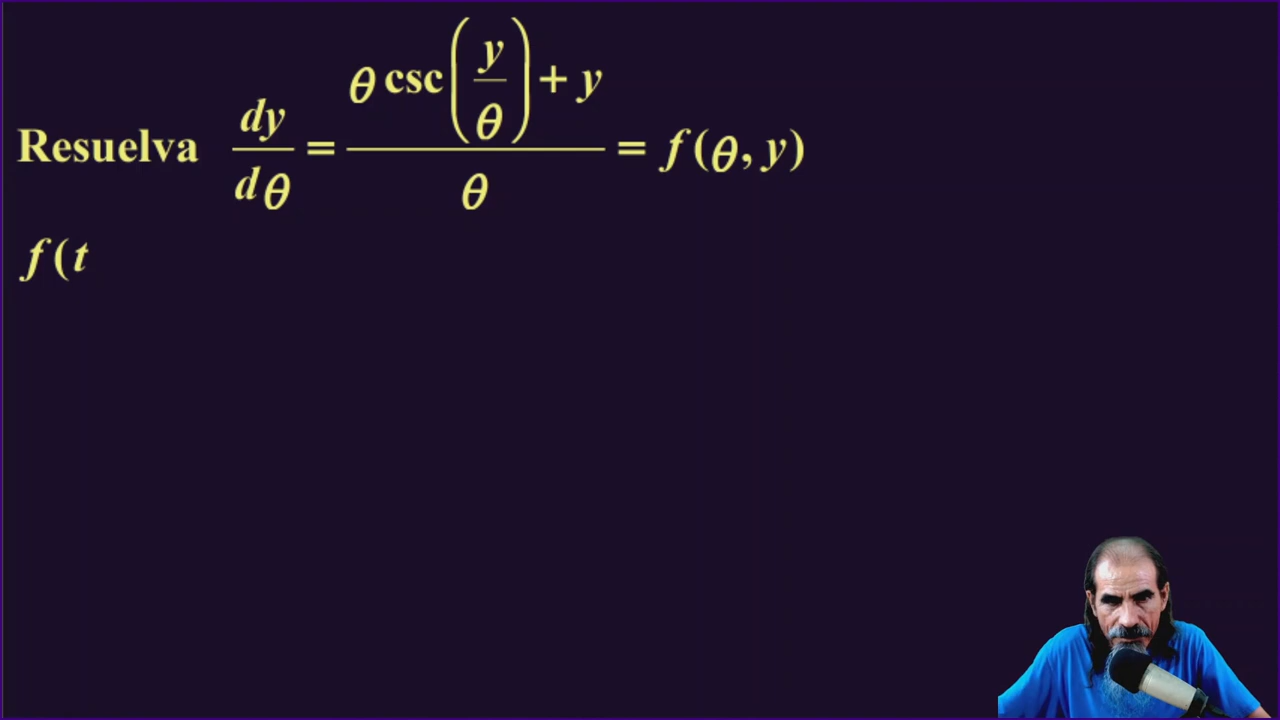 Resuelva dy/dθ = (θ csc(y/θ) + y)/θ = f(θ, y)
f(t